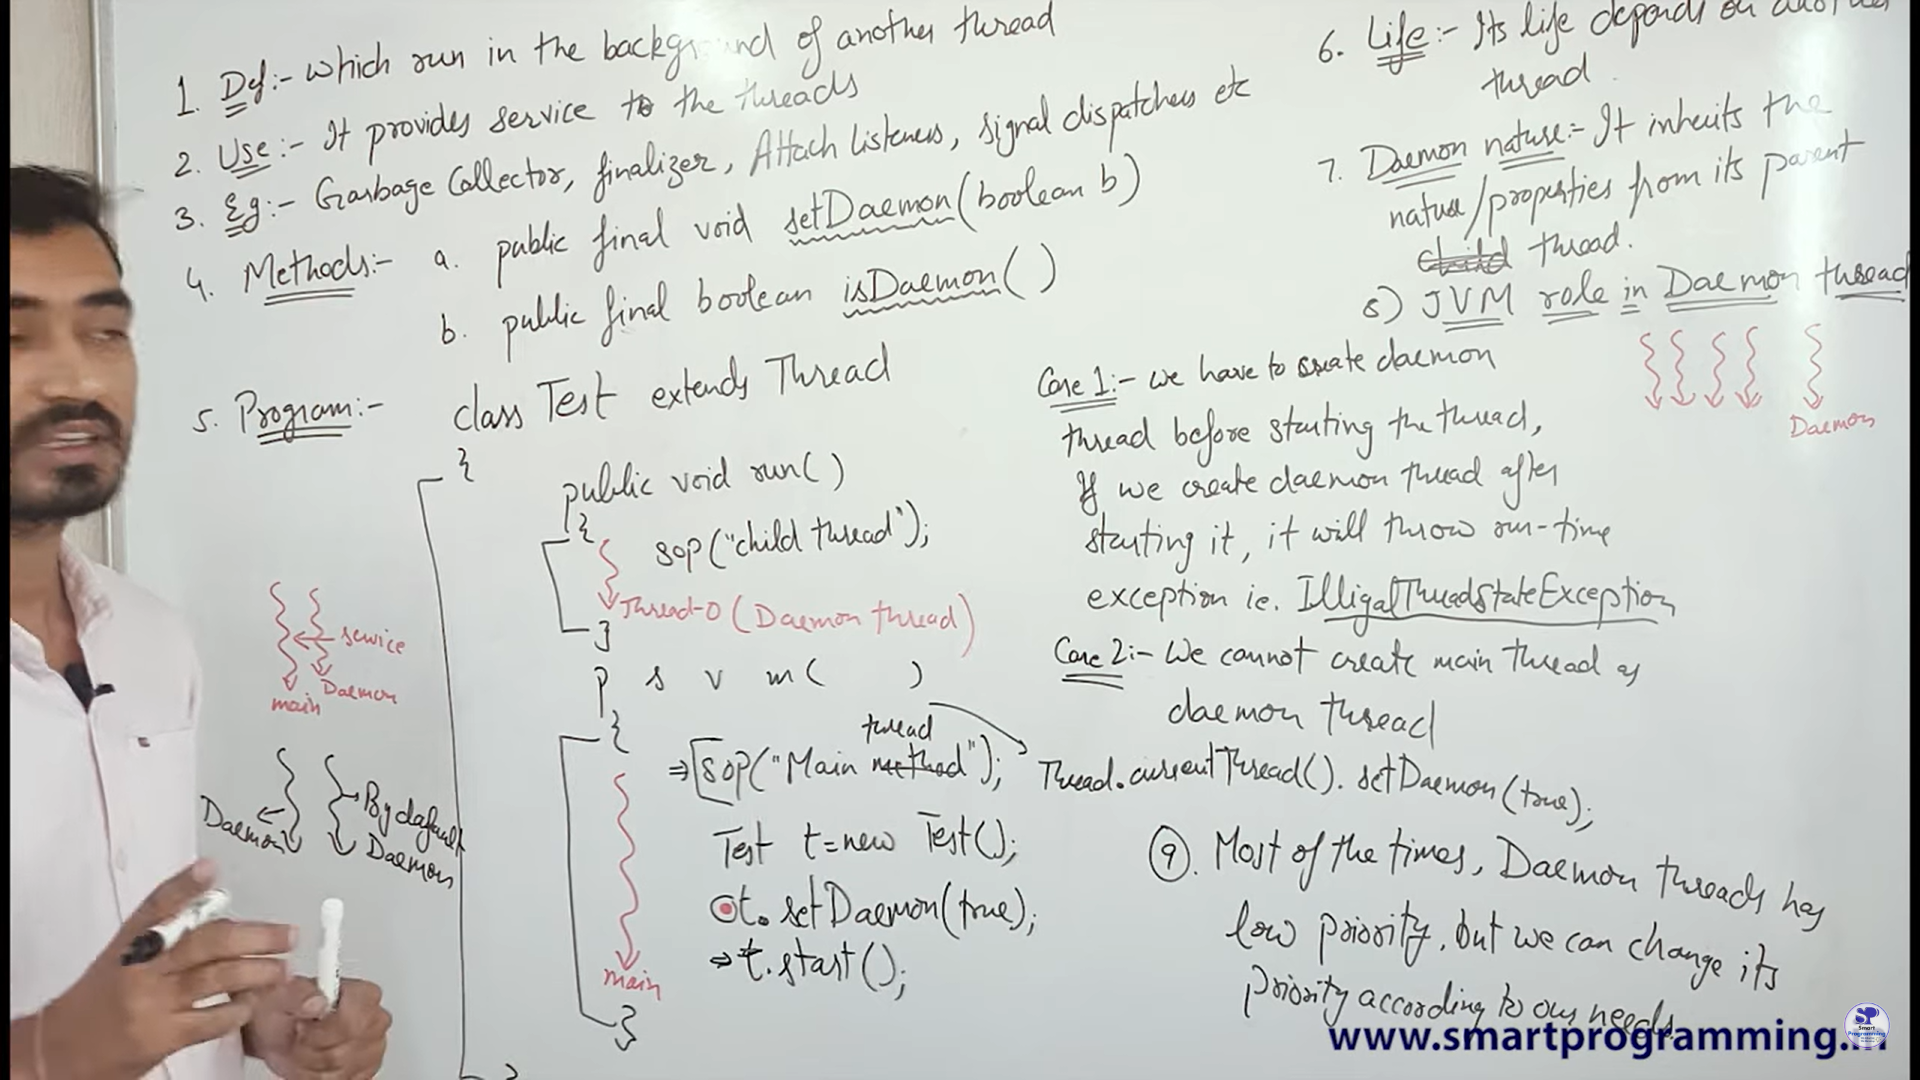 1. Def:- which run in the background of another thread
2. Use:- It provides service to the threads
3. Eg:- Garbage Collector, finalizer, Attach Listeners, signal dispatchers etc
4. Methods:- a. public final void setDaemon(boolean b)
b. public final boolean isDaemon()
5. Program:- class Test extends Thread
{
public void run()
{
sop("child thread");
Thread-0 (Daemon thread)
}
p s v m( )
{
thread
⇒ sop("Main method");
Test t=new Test();
t. setDaemon(true);
⇒ t.start();
main
}
}
service
Daemon
main
Daemon
By dafault
Daemon
6. Life:- Its life depends on another
thread
7. Daemon nature:- It inherits the
nature/properties from its parent
child thread.
8) JVM role in Daemon thread
Daemon
Case 1:- we have to create daemon
thread before starting the thread,
If we create daemon thread after
starting it, it will throw run-time
exception ie. IlligalThreadStateException
Case 2:- We cannot create main thread as
daemon thread
Thread.currentThread(). setDaemon(true);
9. Most of the times, Daemon threads has
low priority, but we can change its
priority according to our needs.
www.smartprogramming.in
SP
Smart
Programming